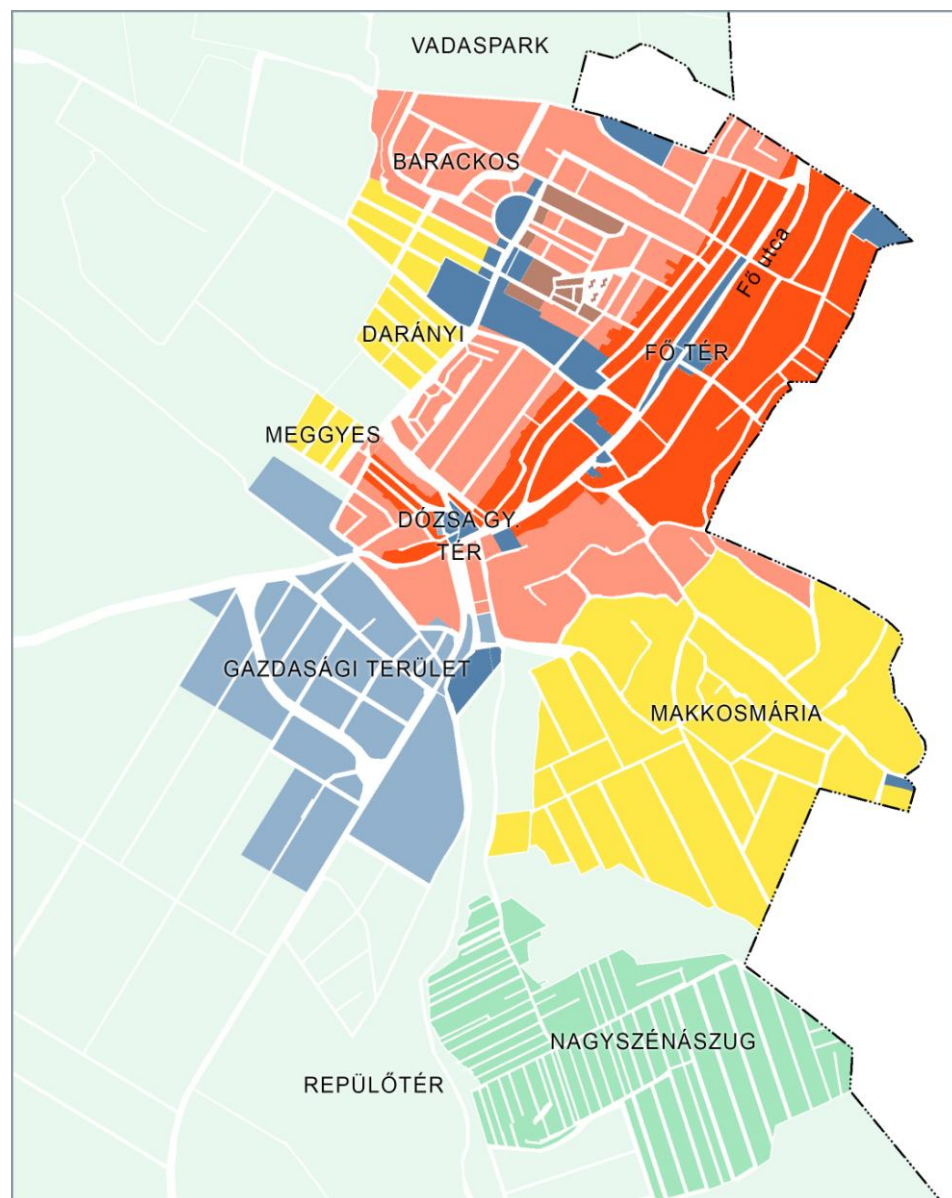 VADASPARK
BARACKOS
Fő utca
DARÁNYI
FŐ TÉR
MEGGYES
DÓZSA GY.
TÉR
GAZDASÁGI TERÜLET
MAKKOSMÁRIA
NAGYSZÉNÁSZUG
REPÜLŐTÉR